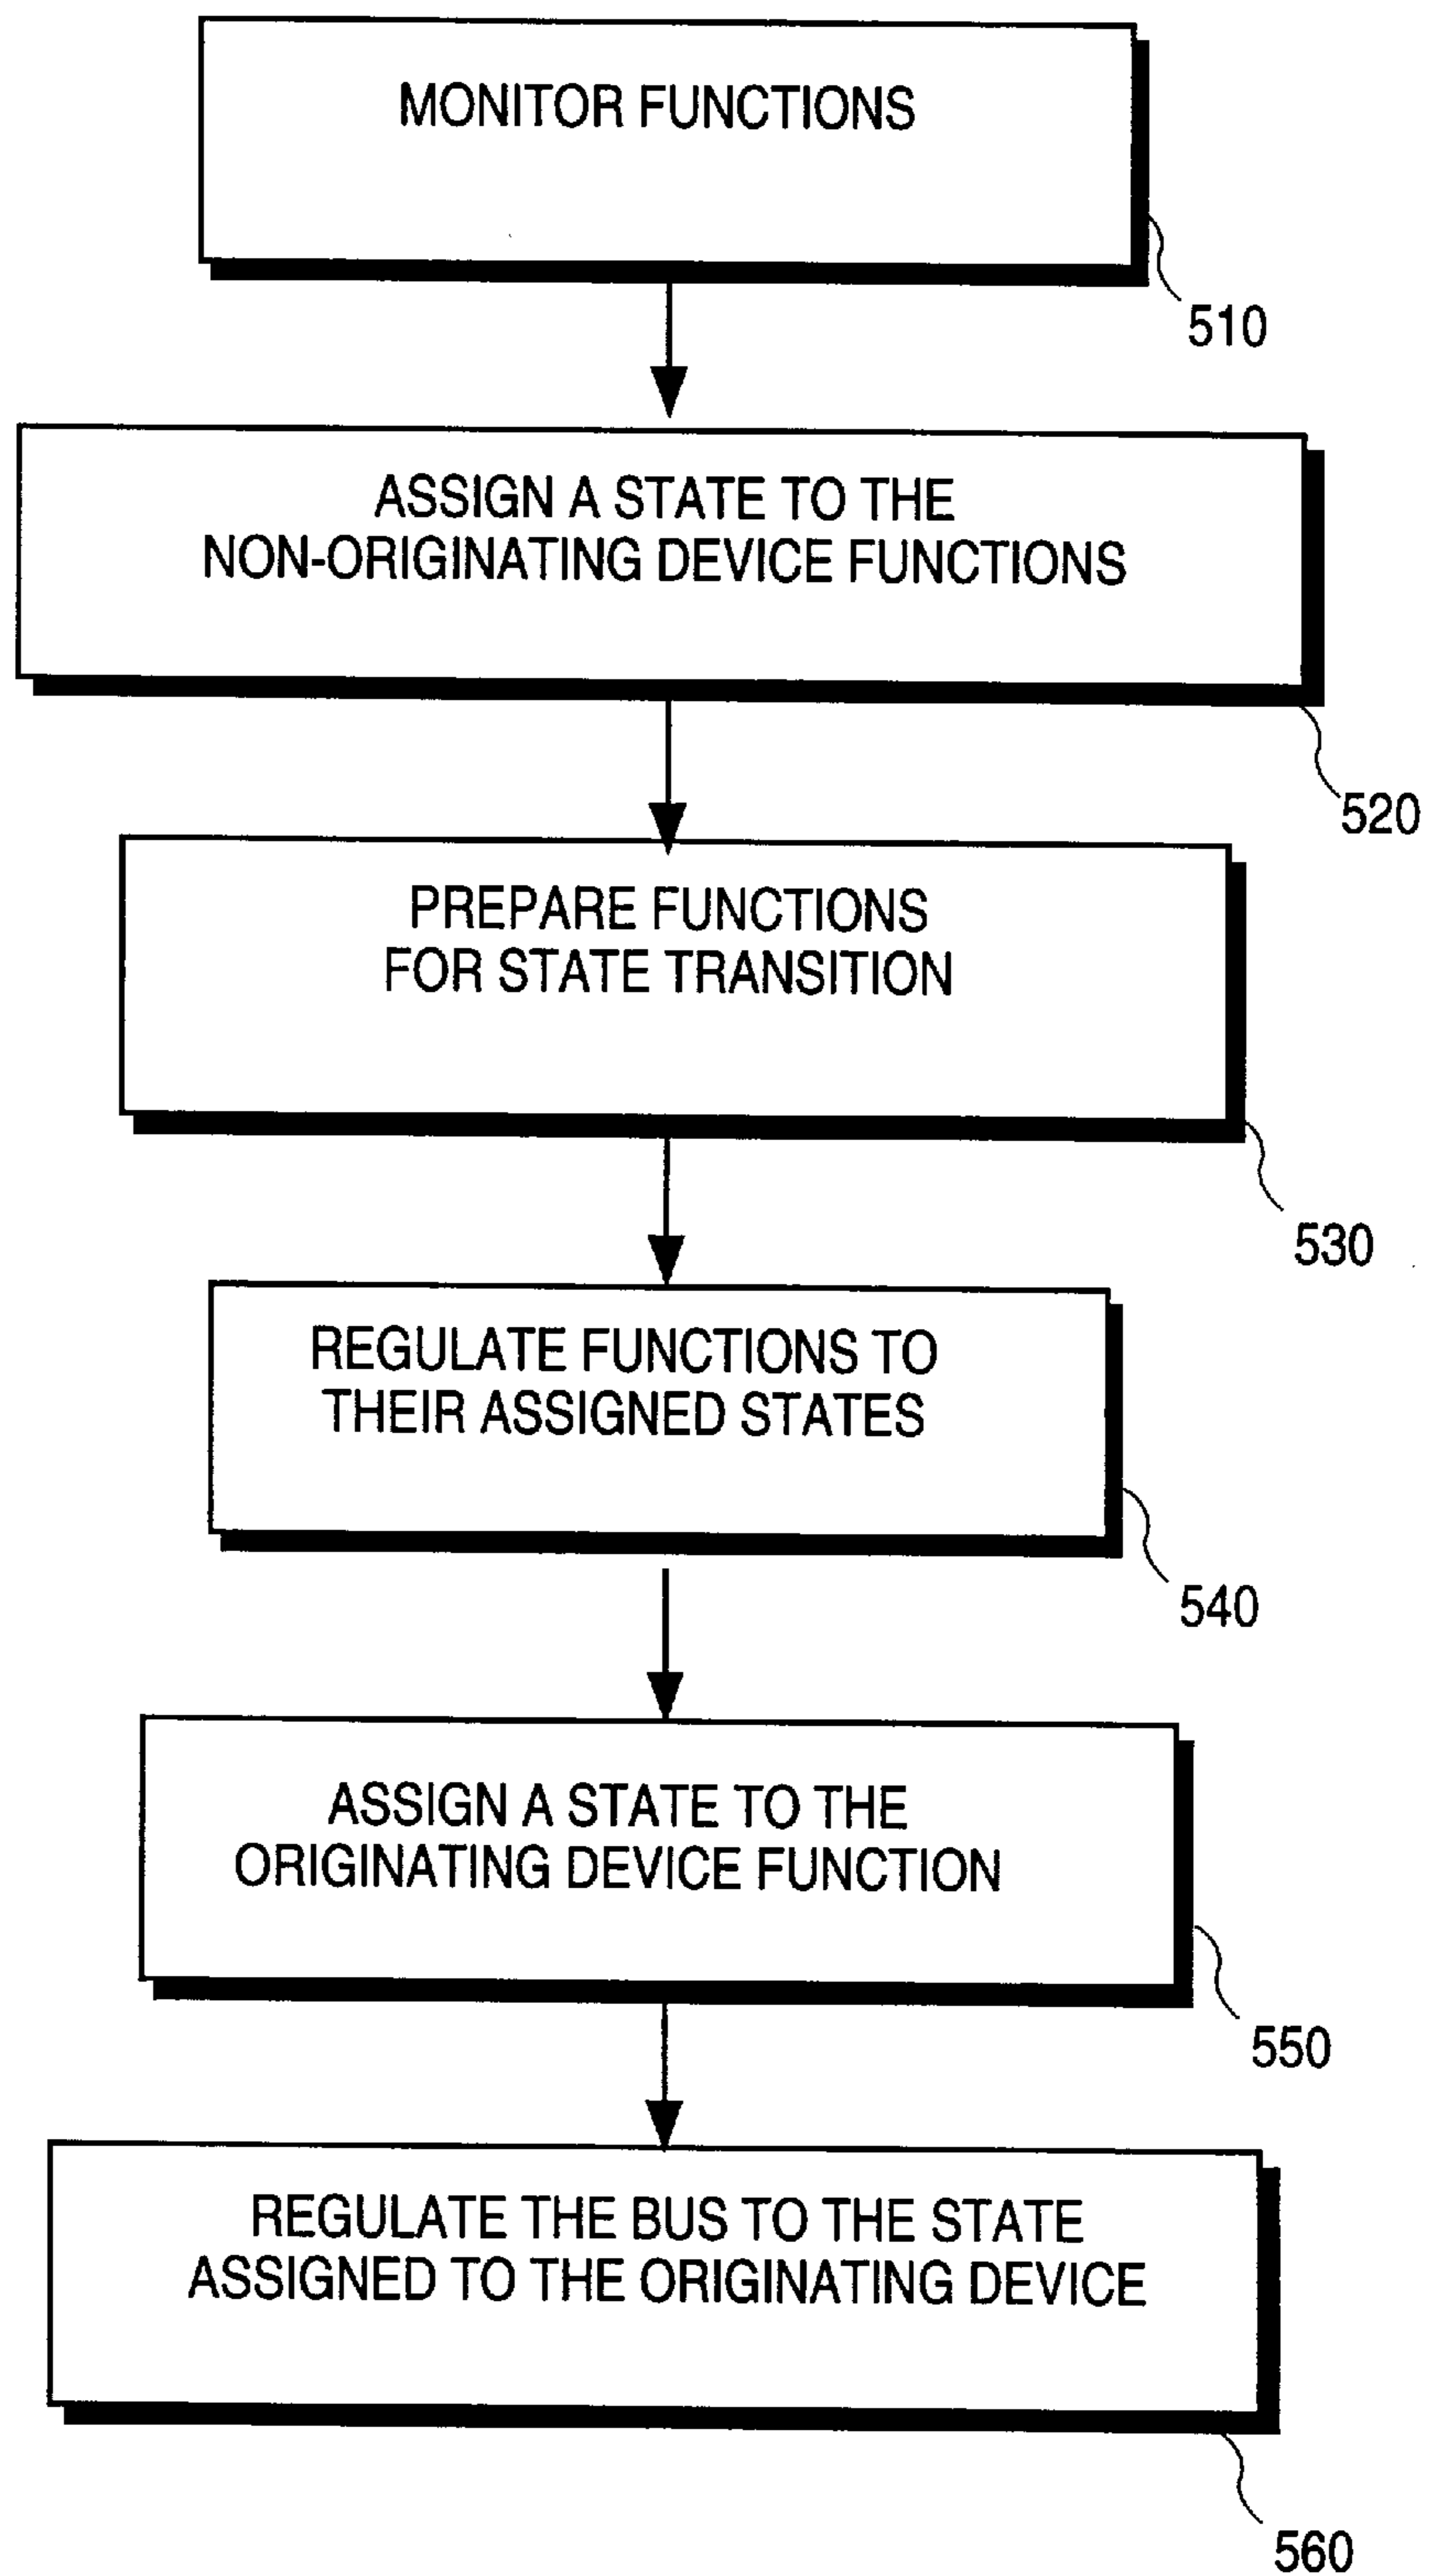 MONITOR FUNCTIONS
510
ASSIGN A STATE TO THE
NON-ORIGINATING DEVICE FUNCTIONS
520
PREPARE FUNCTIONS
FOR STATE TRANSITION
530
REGULATE FUNCTIONS TO
THEIR ASSIGNED STATES
540
ASSIGN A STATE TO THE
ORIGINATING DEVICE FUNCTION
550
REGULATE THE BUS TO THE STATE
ASSIGNED TO THE ORIGINATING DEVICE
560